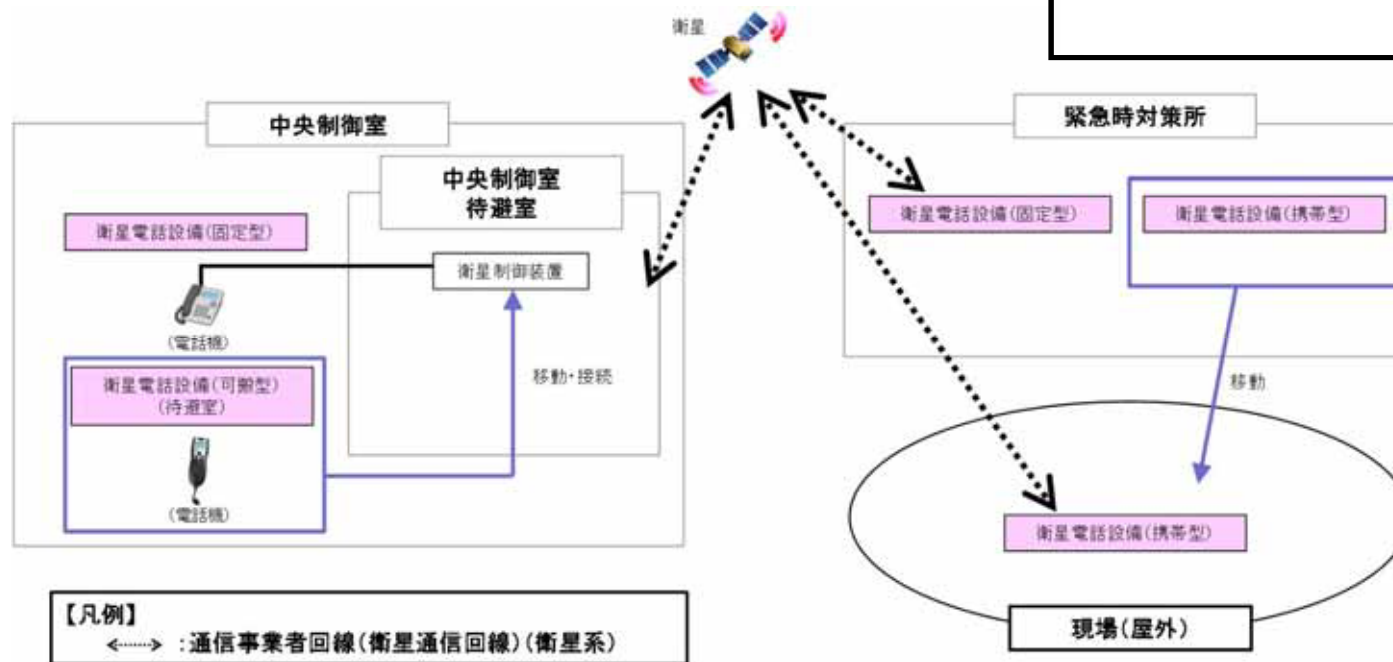 衛星
中央制御室
中央制御室
待避室
衛星電話設備(固定型)
衛星制御装置
(電話機)
衛星電話設備(可搬型)
(待避室)
(電話機)
移動・接続
緊急時対策所
衛星電話設備(固定型)
衛星電話設備(携帯型)
移動
衛星電話設備(携帯型)
現場(屋外)
【凡例】
:通信事業者回線(衛星通信回線)(衛星系)